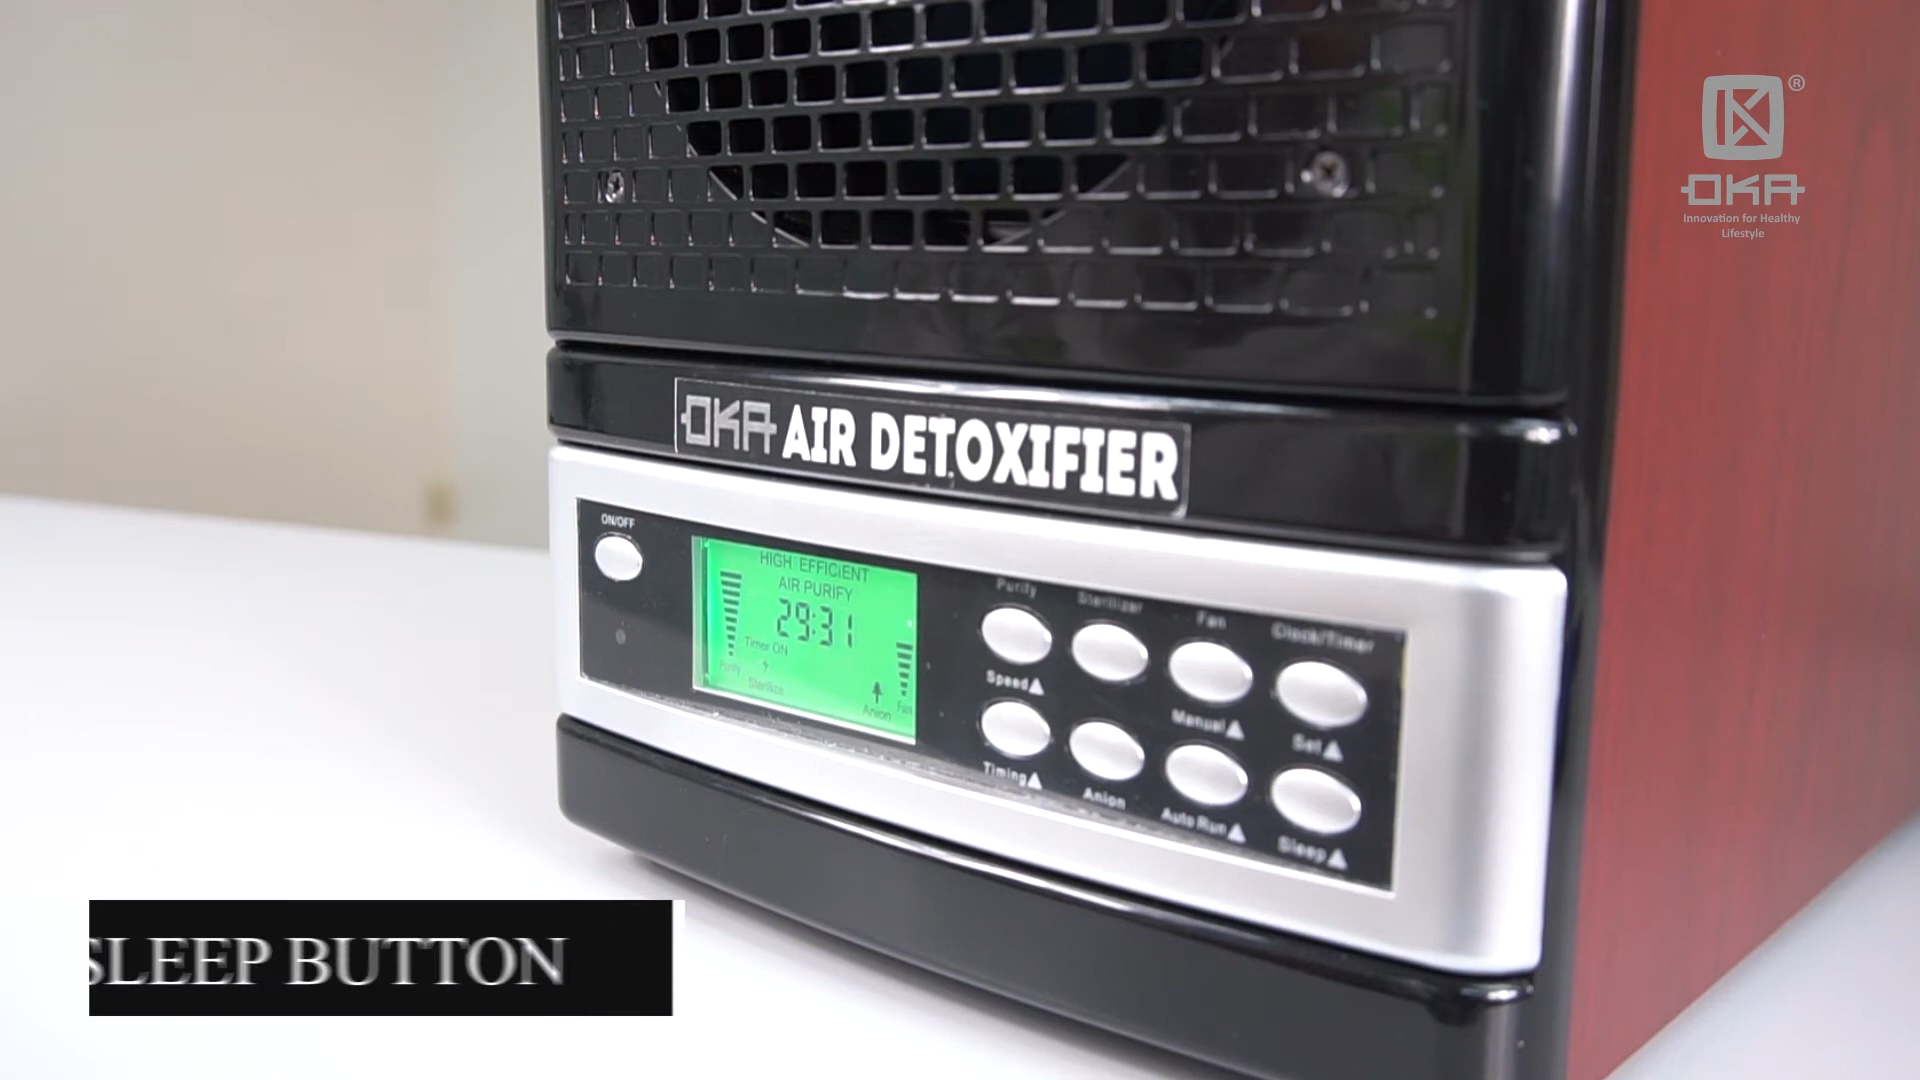 OKA®
Innovation for Healthy
Lifestyle
OKA AIR DETOXIFIER
ON/OFF
HIGH EFFICIENT
AIR PURIFY
29:31
Timer ON
Purify
Sterilize
Anion
Fan
Purify
Sterilizer
Fan
Clock/Timer
Speed▲
Manual▲
Set▲
Timing▲
Anion
Auto Run▲
Sleep▲
SLEEP BUTTON